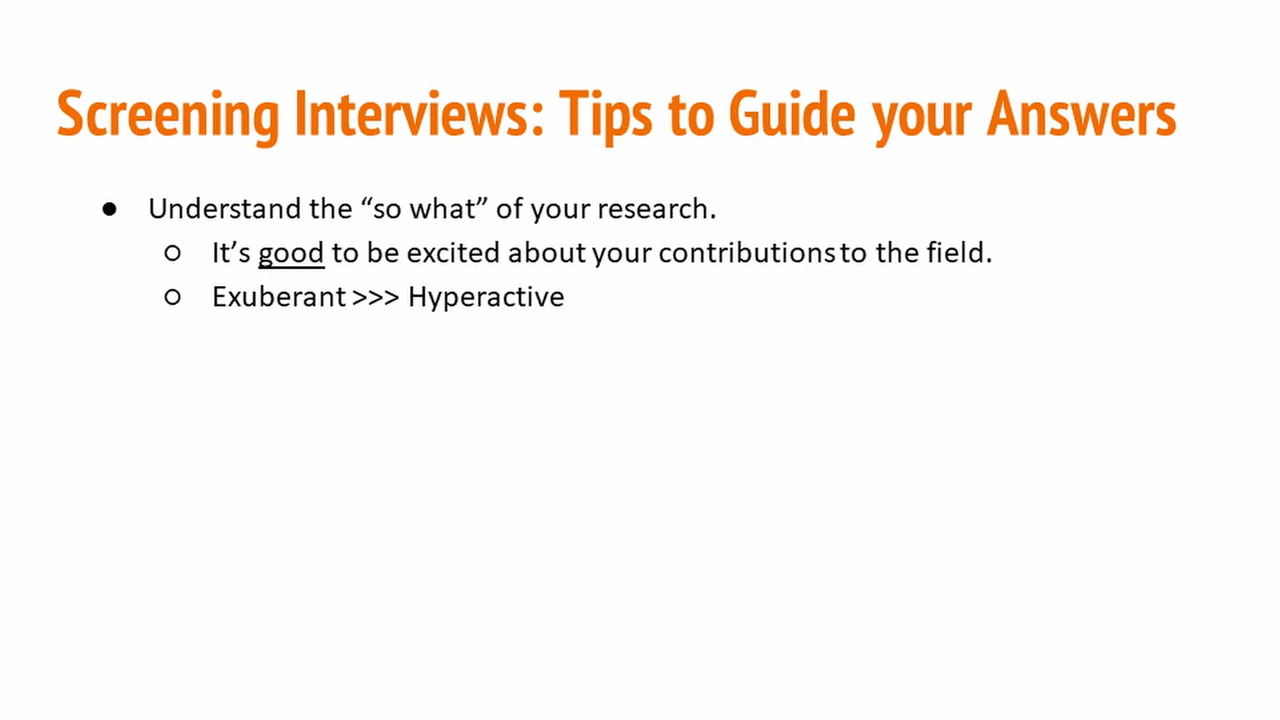 Screening Interviews: Tips to Guide your Answers
● Understand the “so what” of your research.
○ It’s good to be excited about your contributions to the field.
○ Exuberant >>> Hyperactive